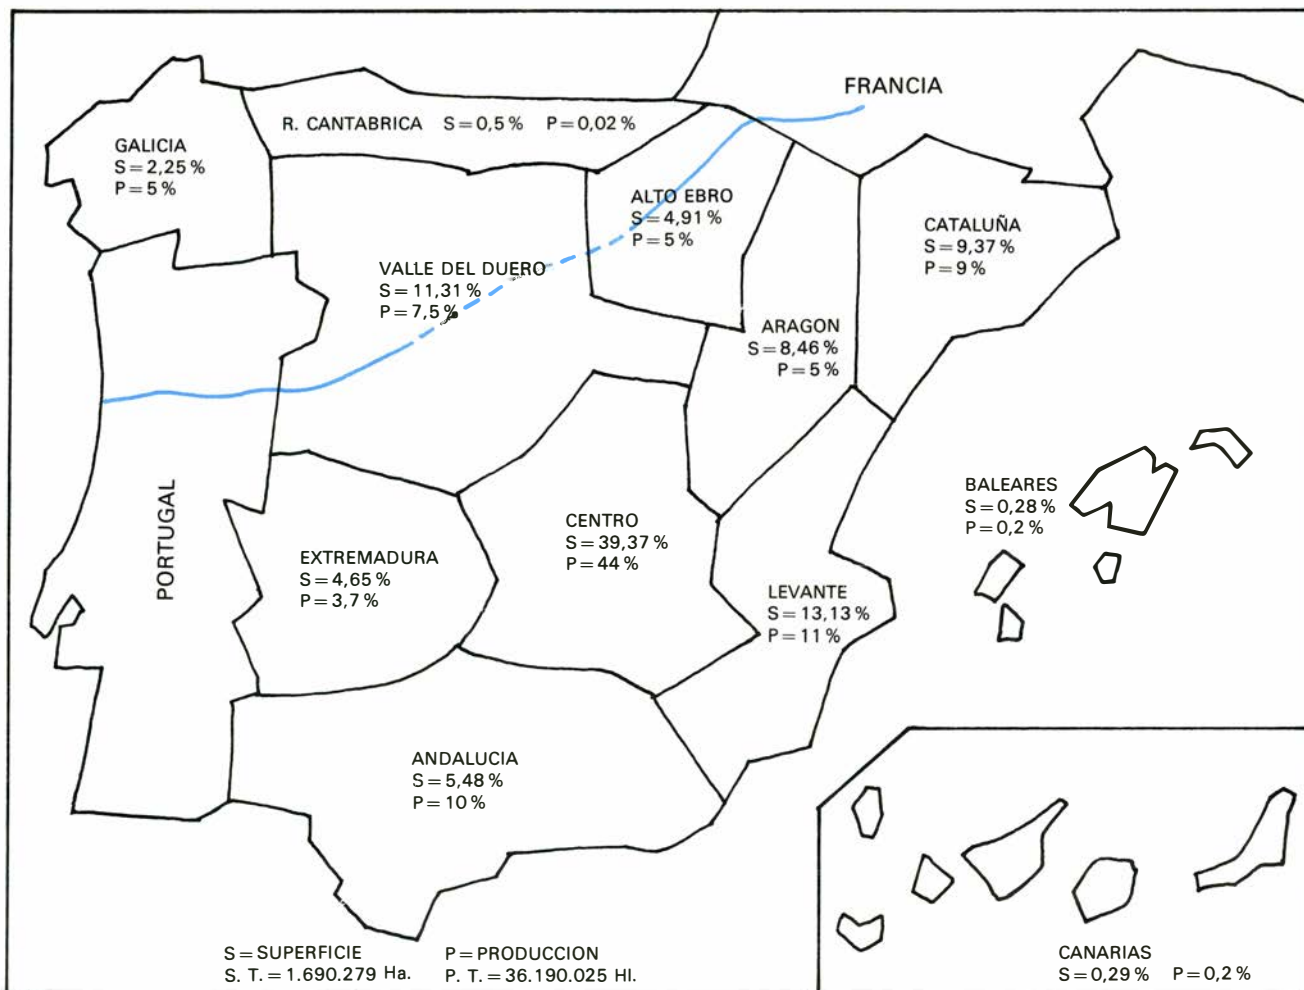 FRANCIA
R. CANTABRICA S=0,5% P=0,02%
GALICIA
S=2,25%
P=5%
ALTO EBRO
S=4,91%
P=5%
CATALUÑA
S=9,37%
P=9%
VALLE DEL DUERO
S=11,31%
P=7,5%
ARAGON
S=8,46%
P=5%
PORTUGAL
BALEARES
S=0,28%
P=0,2%
CENTRO
S=39,37%
P=44%
EXTREMADURA
S=4,65%
P=3,7%
LEVANTE
S=13,13%
P=11%
ANDALUCIA
S=5,48%
P=10%
S=SUPERFICIE P=PRODUCCION
S. T.=1.690.279 Ha. P. T.=36.190.025 Hl.
CANARIAS
S=0,29% P=0,2%